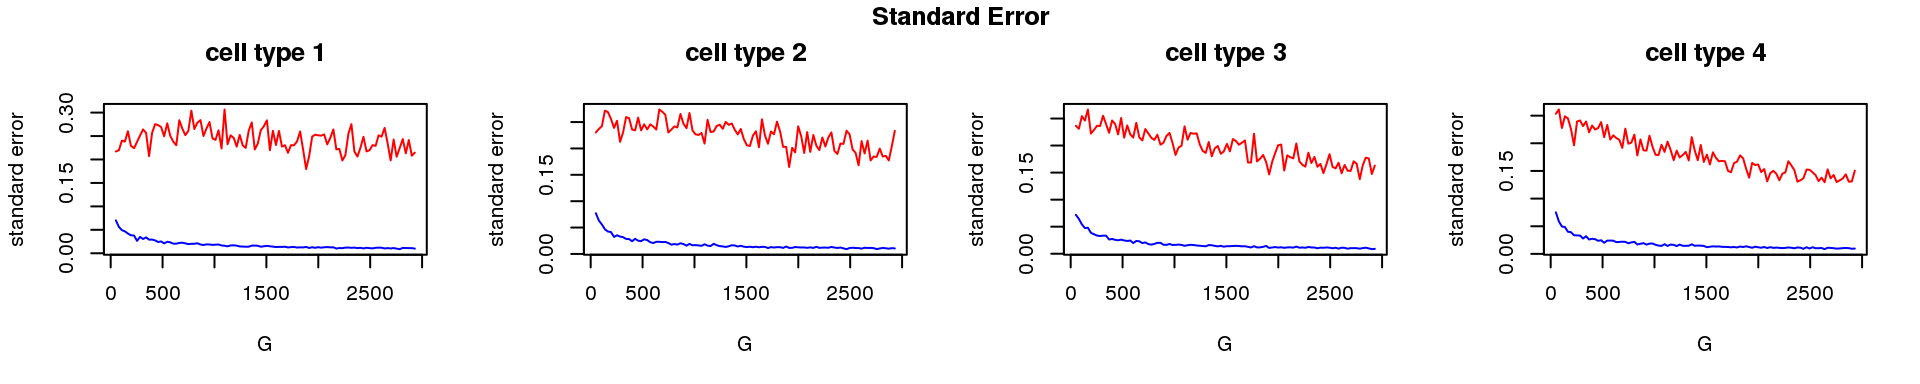 Standard Error
cell type 1
standard error
0.00 0.15 0.30
0 500 1500 2500
G
cell type 2
standard error
0.00 0.15
0 500 1500 2500
G
cell type 3
standard error
0.00 0.15
0 500 1500 2500
G
cell type 4
standard error
0.00 0.15
0 500 1500 2500
G